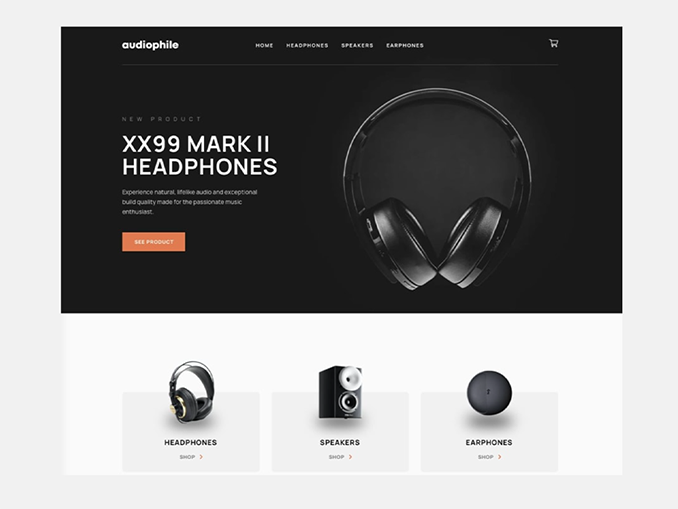 audiophile
HOME HEADPHONES SPEAKERS EARPHONES
NEW PRODUCT
XX99 MARK II
HEADPHONES
Experience natural, lifelike audio and exceptional
build quality made for the passionate music
enthusiast.
SEE PRODUCT
HEADPHONES SPEAKERS EARPHONES
SHOP SHOP SHOP